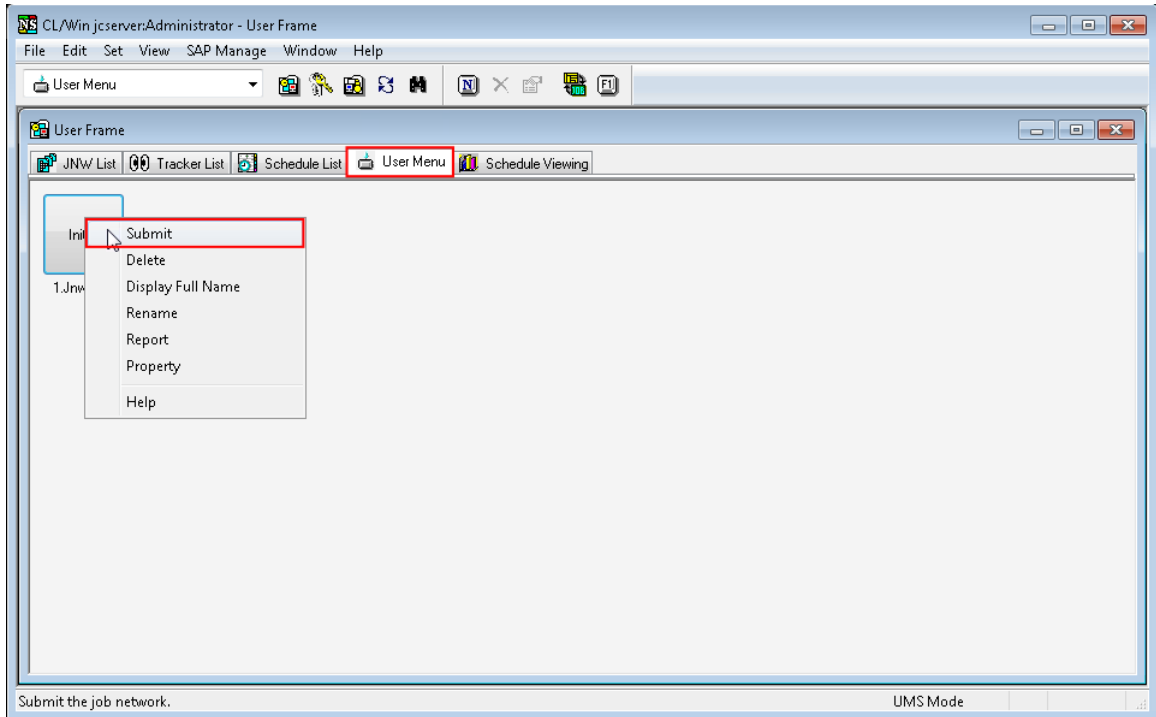 CL/Win jcserver:Administrator - User Frame
File Edit Set View SAP Manage Window Help
User Menu
User Frame
JNW List Tracker List Schedule List User Menu Schedule Viewing
Submit
Delete
1.Jnw Display Full Name
Rename
Report
Property
Help
Submit the job network. UMS Mode